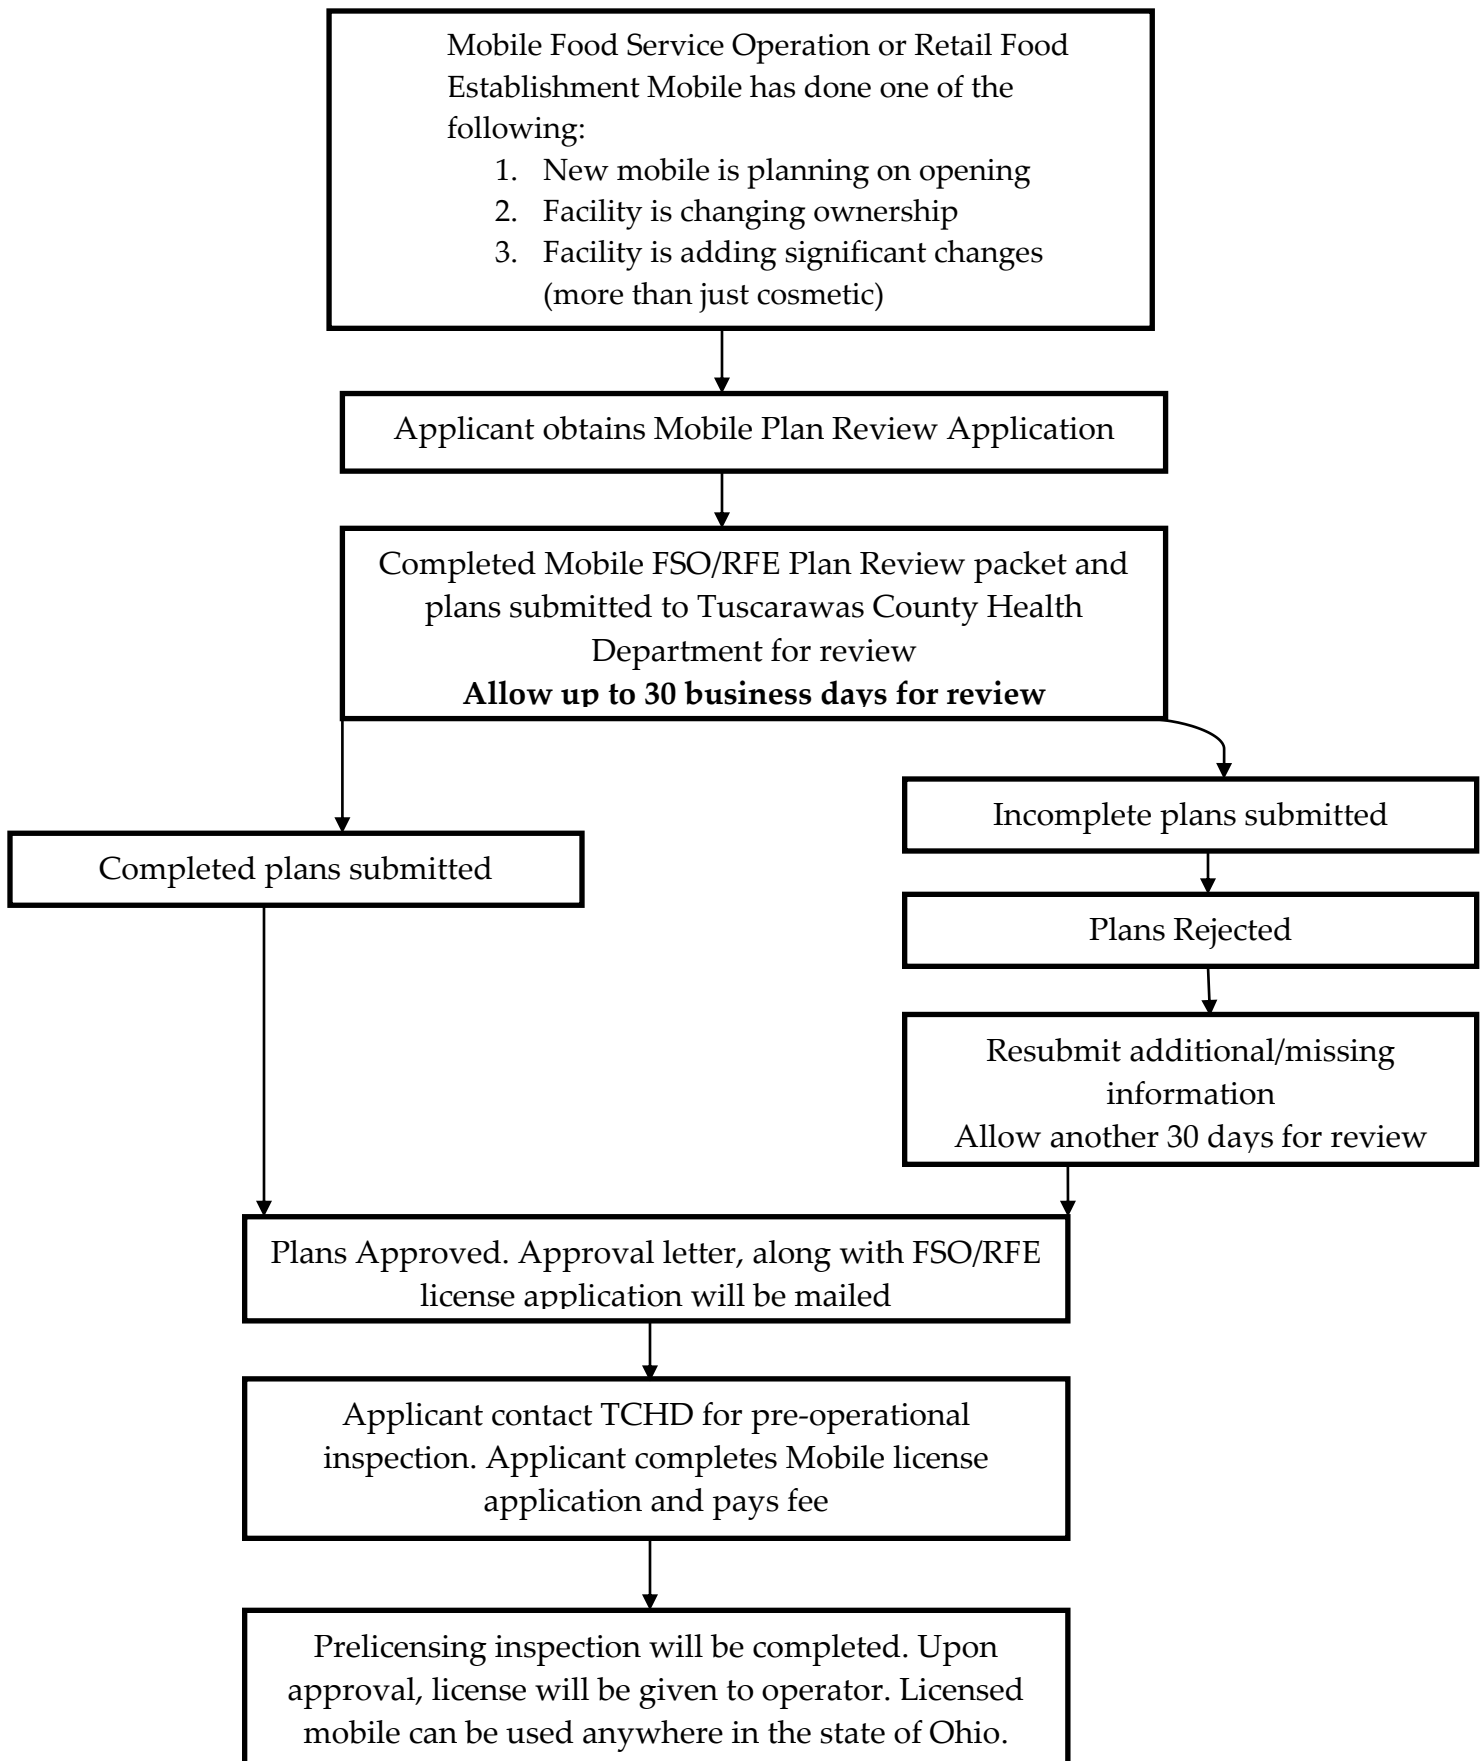 Mobile Food Service Operation or Retail Food
Establishment Mobile has done one of the
following:
1. New mobile is planning on opening
2. Facility is changing ownership
3. Facility is adding significant changes
(more than just cosmetic)
Applicant obtains Mobile Plan Review Application
Completed Mobile FSO/RFE Plan Review packet and
plans submitted to Tuscarawas County Health
Department for review
Allow up to 30 business days for review
Completed plans submitted
Incomplete plans submitted
Plans Rejected
Resubmit additional/missing
information
Allow another 30 days for review
Plans Approved. Approval letter, along with FSO/RFE
license application will be mailed
Applicant contact TCHD for pre-operational
inspection. Applicant completes Mobile license
application and pays fee
Prelicensing inspection will be completed. Upon
approval, license will be given to operator. Licensed
mobile can be used anywhere in the state of Ohio.